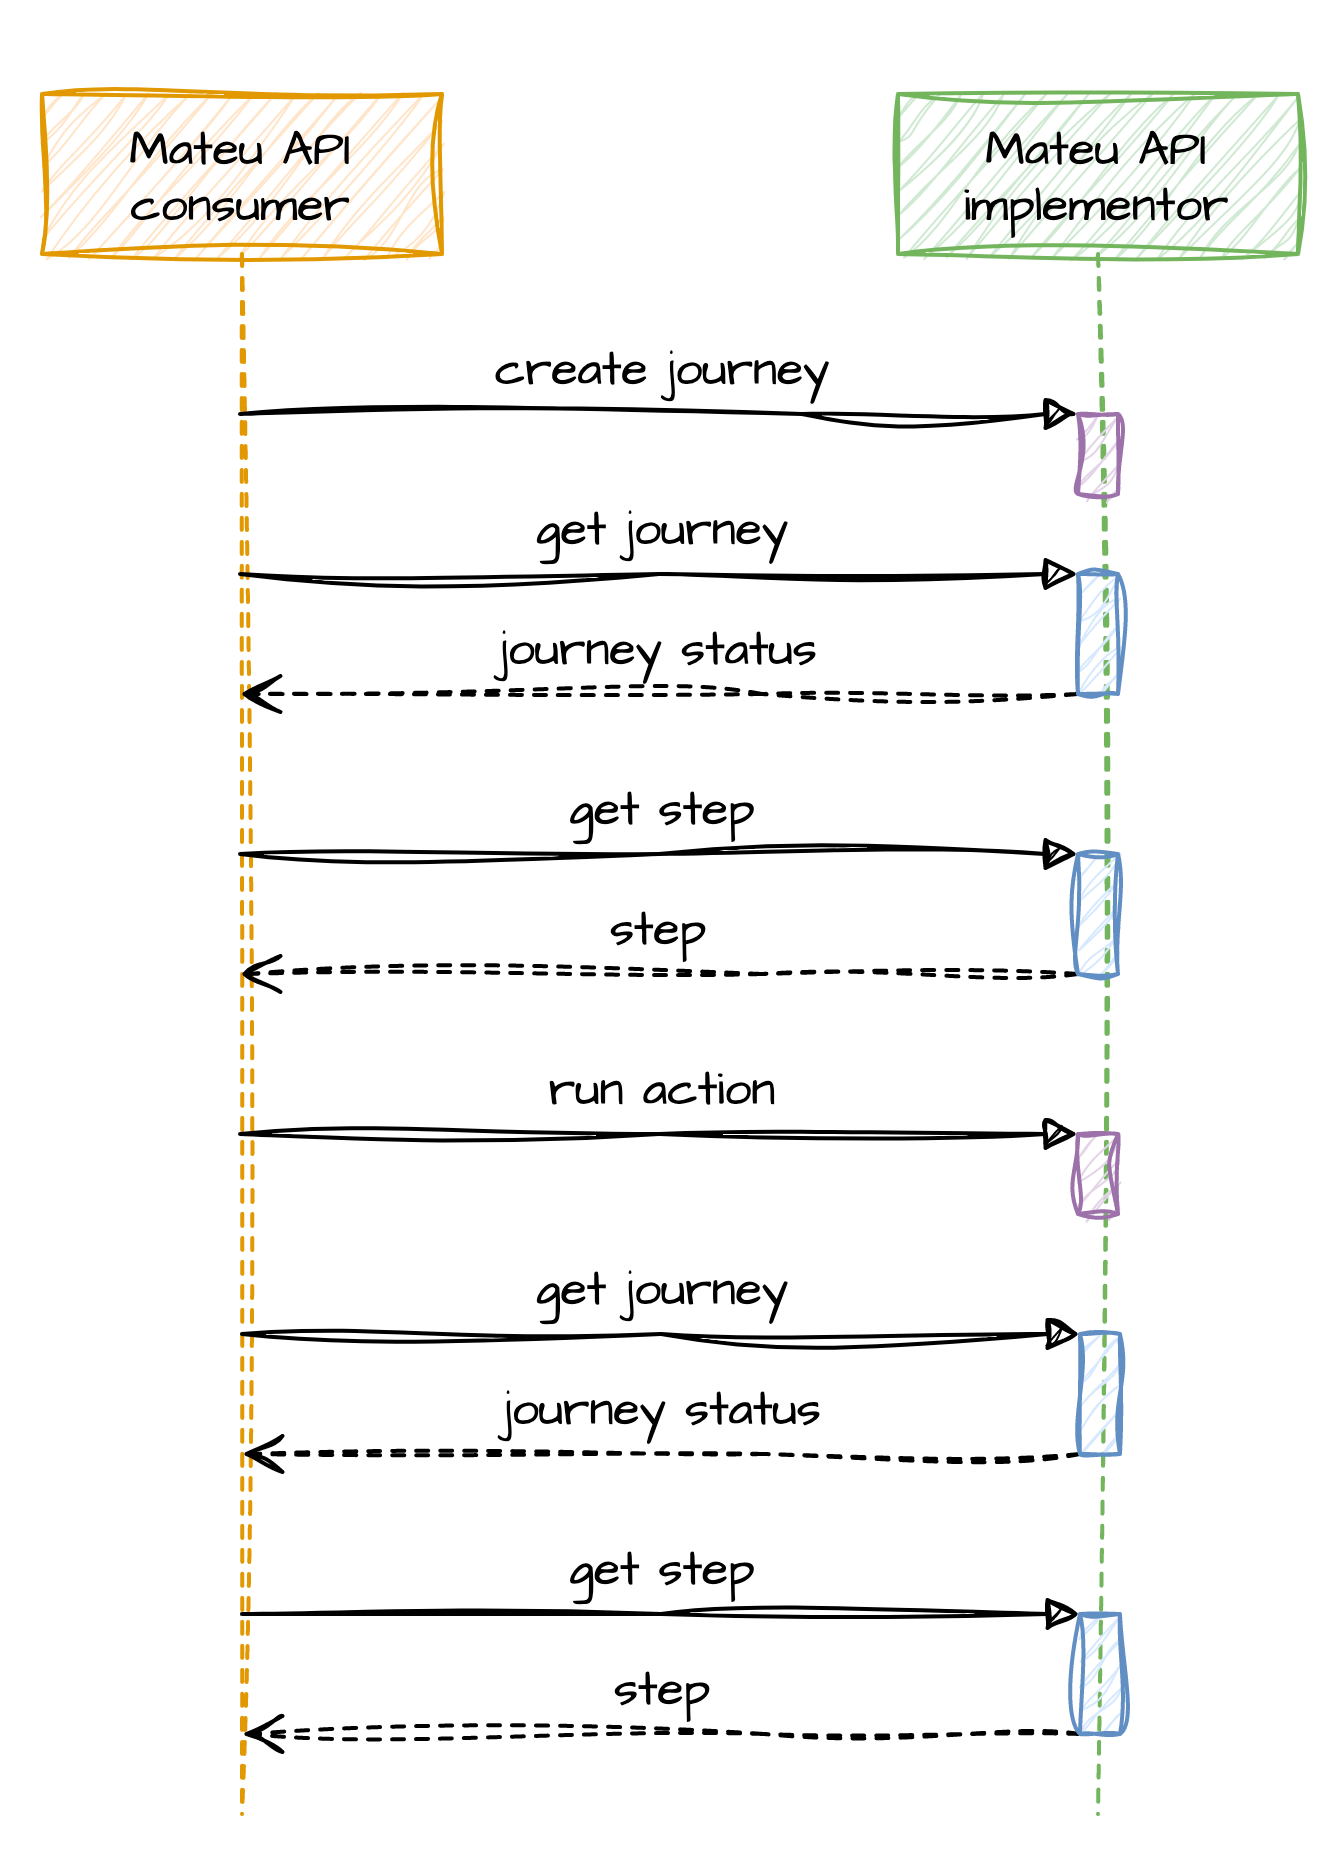 Mateu API
consumer
Mateu API
implementor
create journey
get journey
journey status
get step
step
run action
get journey
journey status
get step
step